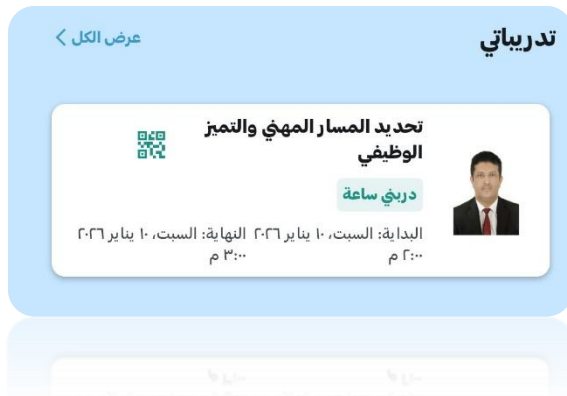 تدريباتي
عرض الكل
تحديد المسار المهني والتميز
الوظيفي
دربني ساعة
البداية: السبت، ١٠ يناير ٢٠٢٦
٢:٠٠ م
النهاية: السبت، ١٠ يناير ٢٠٢٦
٣:٠٠ م